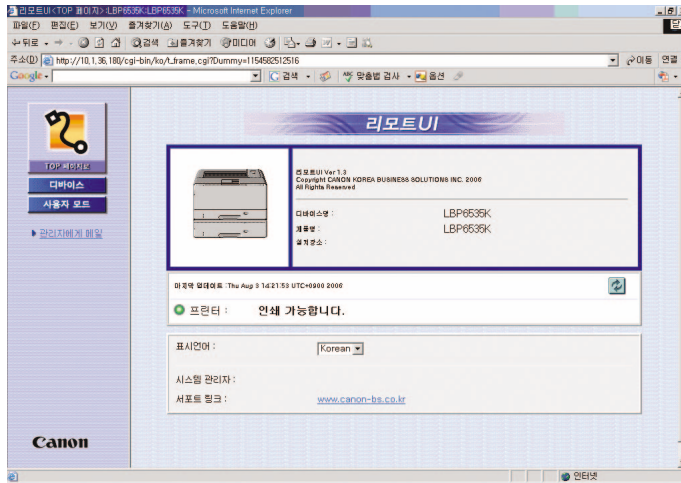 리모트UI<TOP 페이지>:LBP6535K:LBP6535K - Microsoft Internet Explorer
파일(F) 편집(E) 보기(V) 즐겨찾기(A) 도구(T) 도움말(H)
뒤로 검색 즐겨찾기 미디어
주소(D) http://10,1,36,180/cgi-bin/ko/t_frame,cgi?Dummy=1154582512516 이동 연결
Google 검색 맞춤법 검사 옵션
리모트UI
TOP 페이지로
디바이스
사용자 모드
관리자에게 메일
리모트UI Ver 1.3
Copyright CANON KOREA BUSINESS SOLUTIONS INC. 2006
All Rights Reserved
디바이스명 : LBP6535K
제품명 : LBP6535K
설치장소 :
마지막 업데이트 :Thu Aug 3 14:21:53 UTC+0900 2006
프린터 : 인쇄 가능합니다.
표시언어 : Korean
시스템 관리자 :
서포트 링크 : www.canon-bs.co.kr
Canon
인터넷